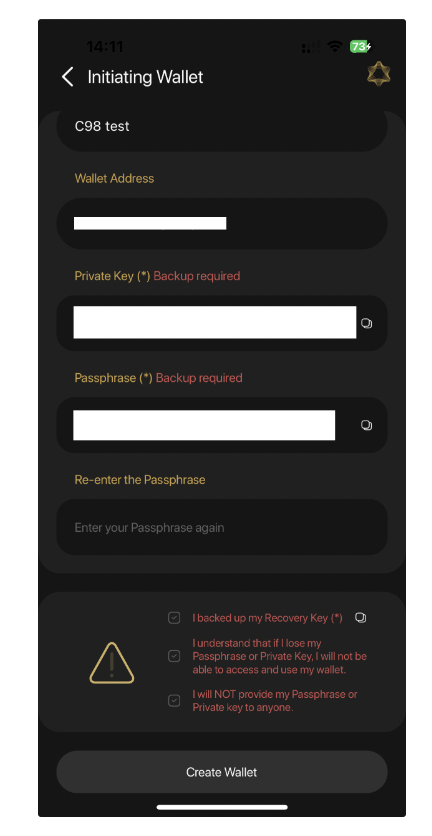 14:11
73
Initiating Wallet
C98 test
Wallet Address
Private Key (*) Backup required
Passphrase (*) Backup required
Re-enter the Passphrase
Enter your Passphrase again
I backed up my Recovery Key (*)
I understand that if I lose my
Passphrase or Private Key, I will not be
able to access and use my wallet.
I will NOT provide my Passphrase or
Private key to anyone.
Create Wallet